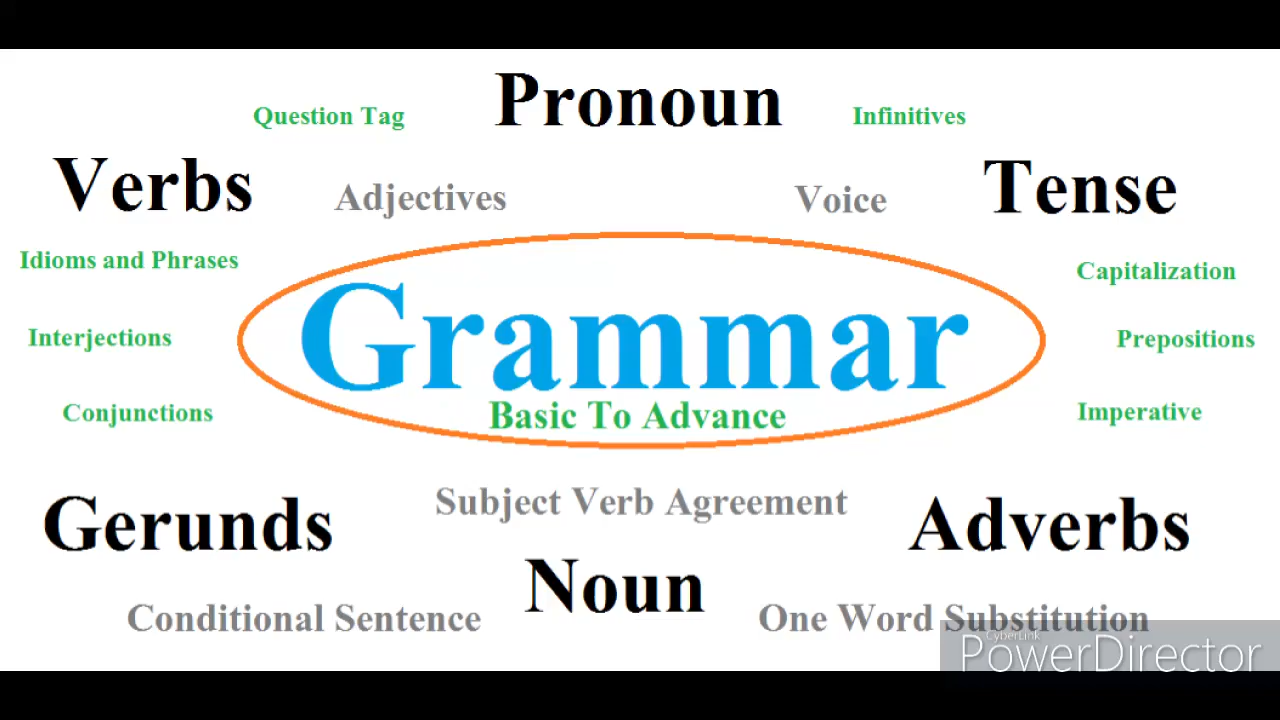 Pronoun
Question Tag
Infinitives
Verbs
Adjectives
Voice
Tense
Idioms and Phrases
Capitalization
Grammar
Interjections
Prepositions
Basic To Advance
Conjunctions
Imperative
Subject Verb Agreement
Gerunds
Adverbs
Noun
Conditional Sentence
One Word Substitution
CyberLink
PowerDirector